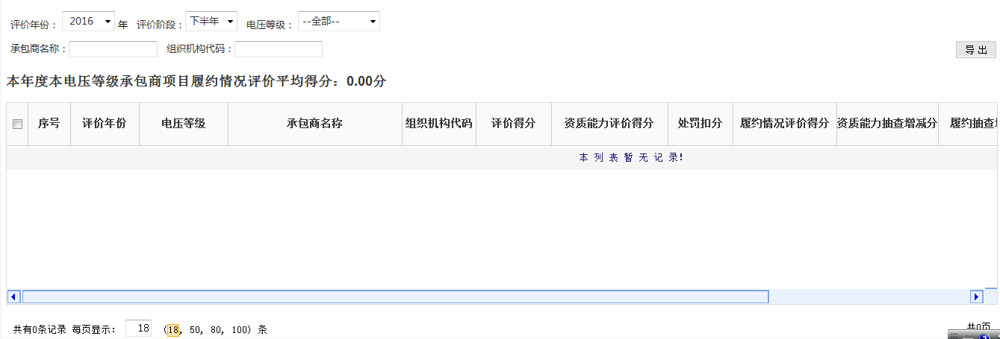 评价年份： 2016 年 评价阶段：下半年 电压等级： --全部--
承包商名称： 组织机构代码： 导 出
本年度本电压等级承包商项目履约情况评价平均得分：0.00分
序号 评价年份 电压等级 承包商名称 组织机构代码 评价得分 资质能力评价得分 处罚扣分 履约情况评价得分 资质能力抽查增减分 履约抽查
本 列 表 暂 无 记 录!
共有0条记录 每页显示： 18 (18, 50, 80, 100) 条 共0页